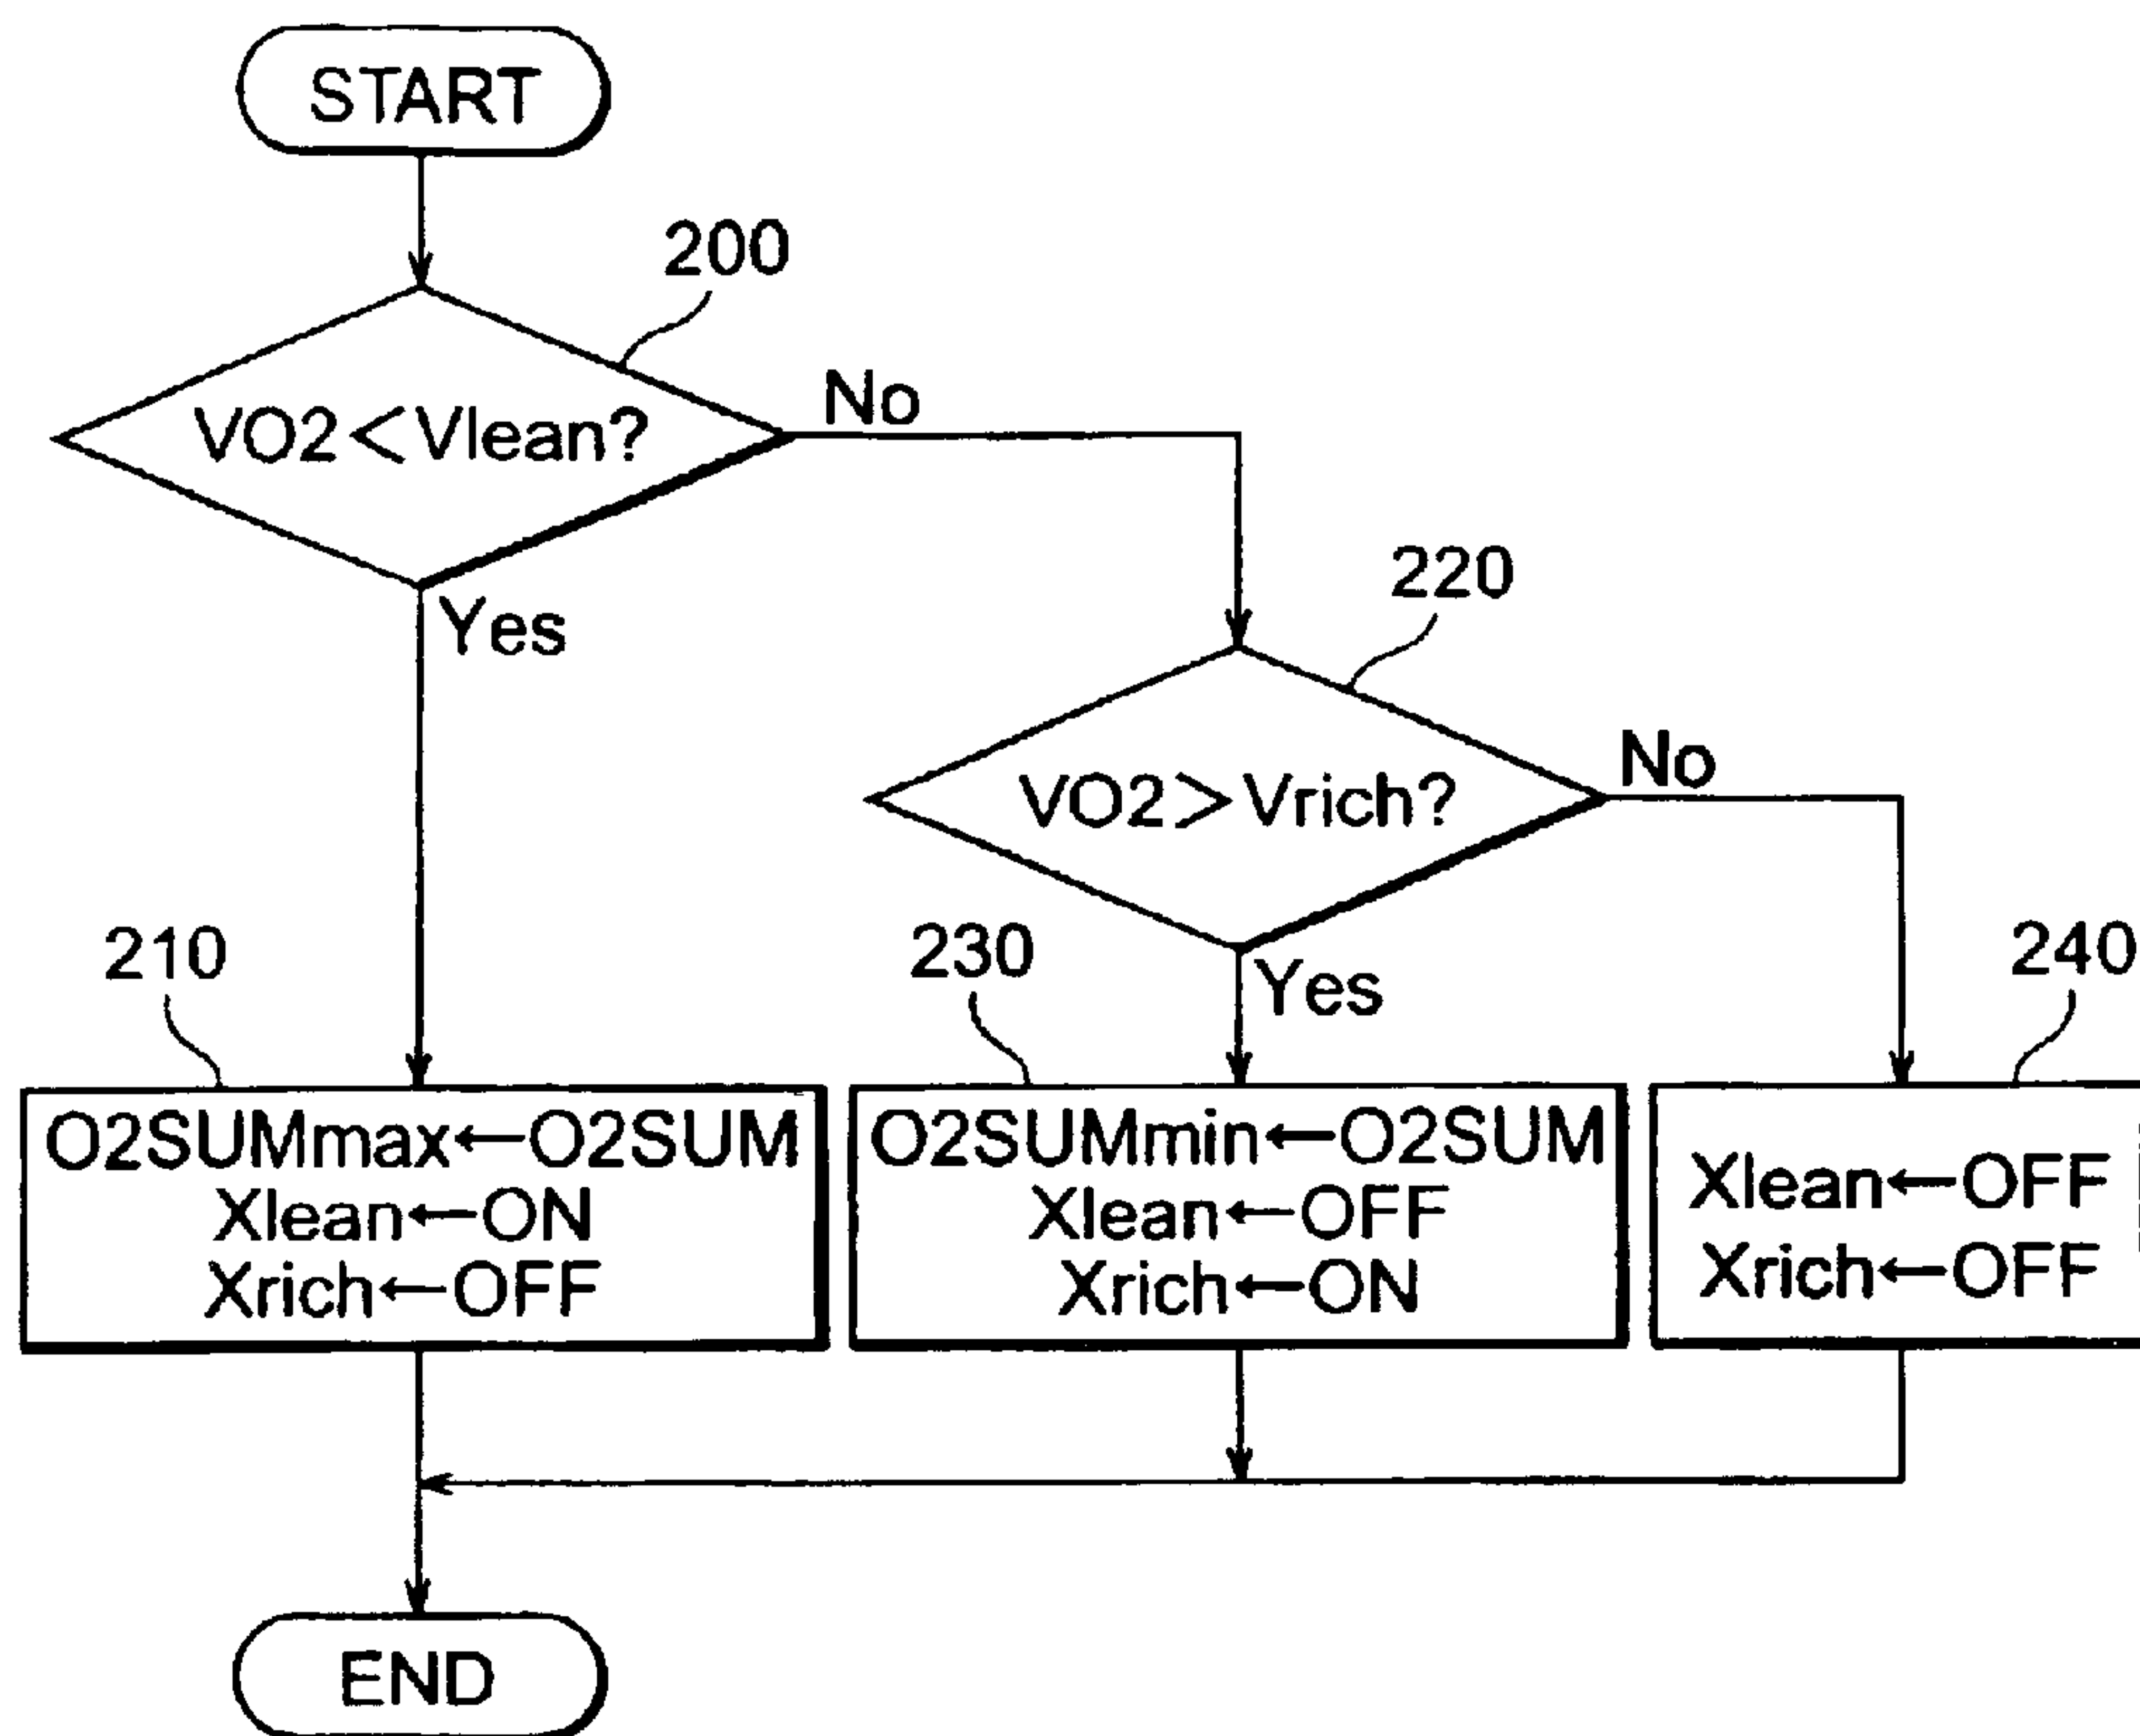 START
200
VO2<Vlean?
No
Yes
220
VO2>Vrich?
No
Yes
210
O2SUMmax←O2SUM
Xlean←ON
Xrich←OFF
230
O2SUMmin←O2SUM
Xlean←OFF
Xrich←ON
240
Xlean←OFF
Xrich←OFF
END